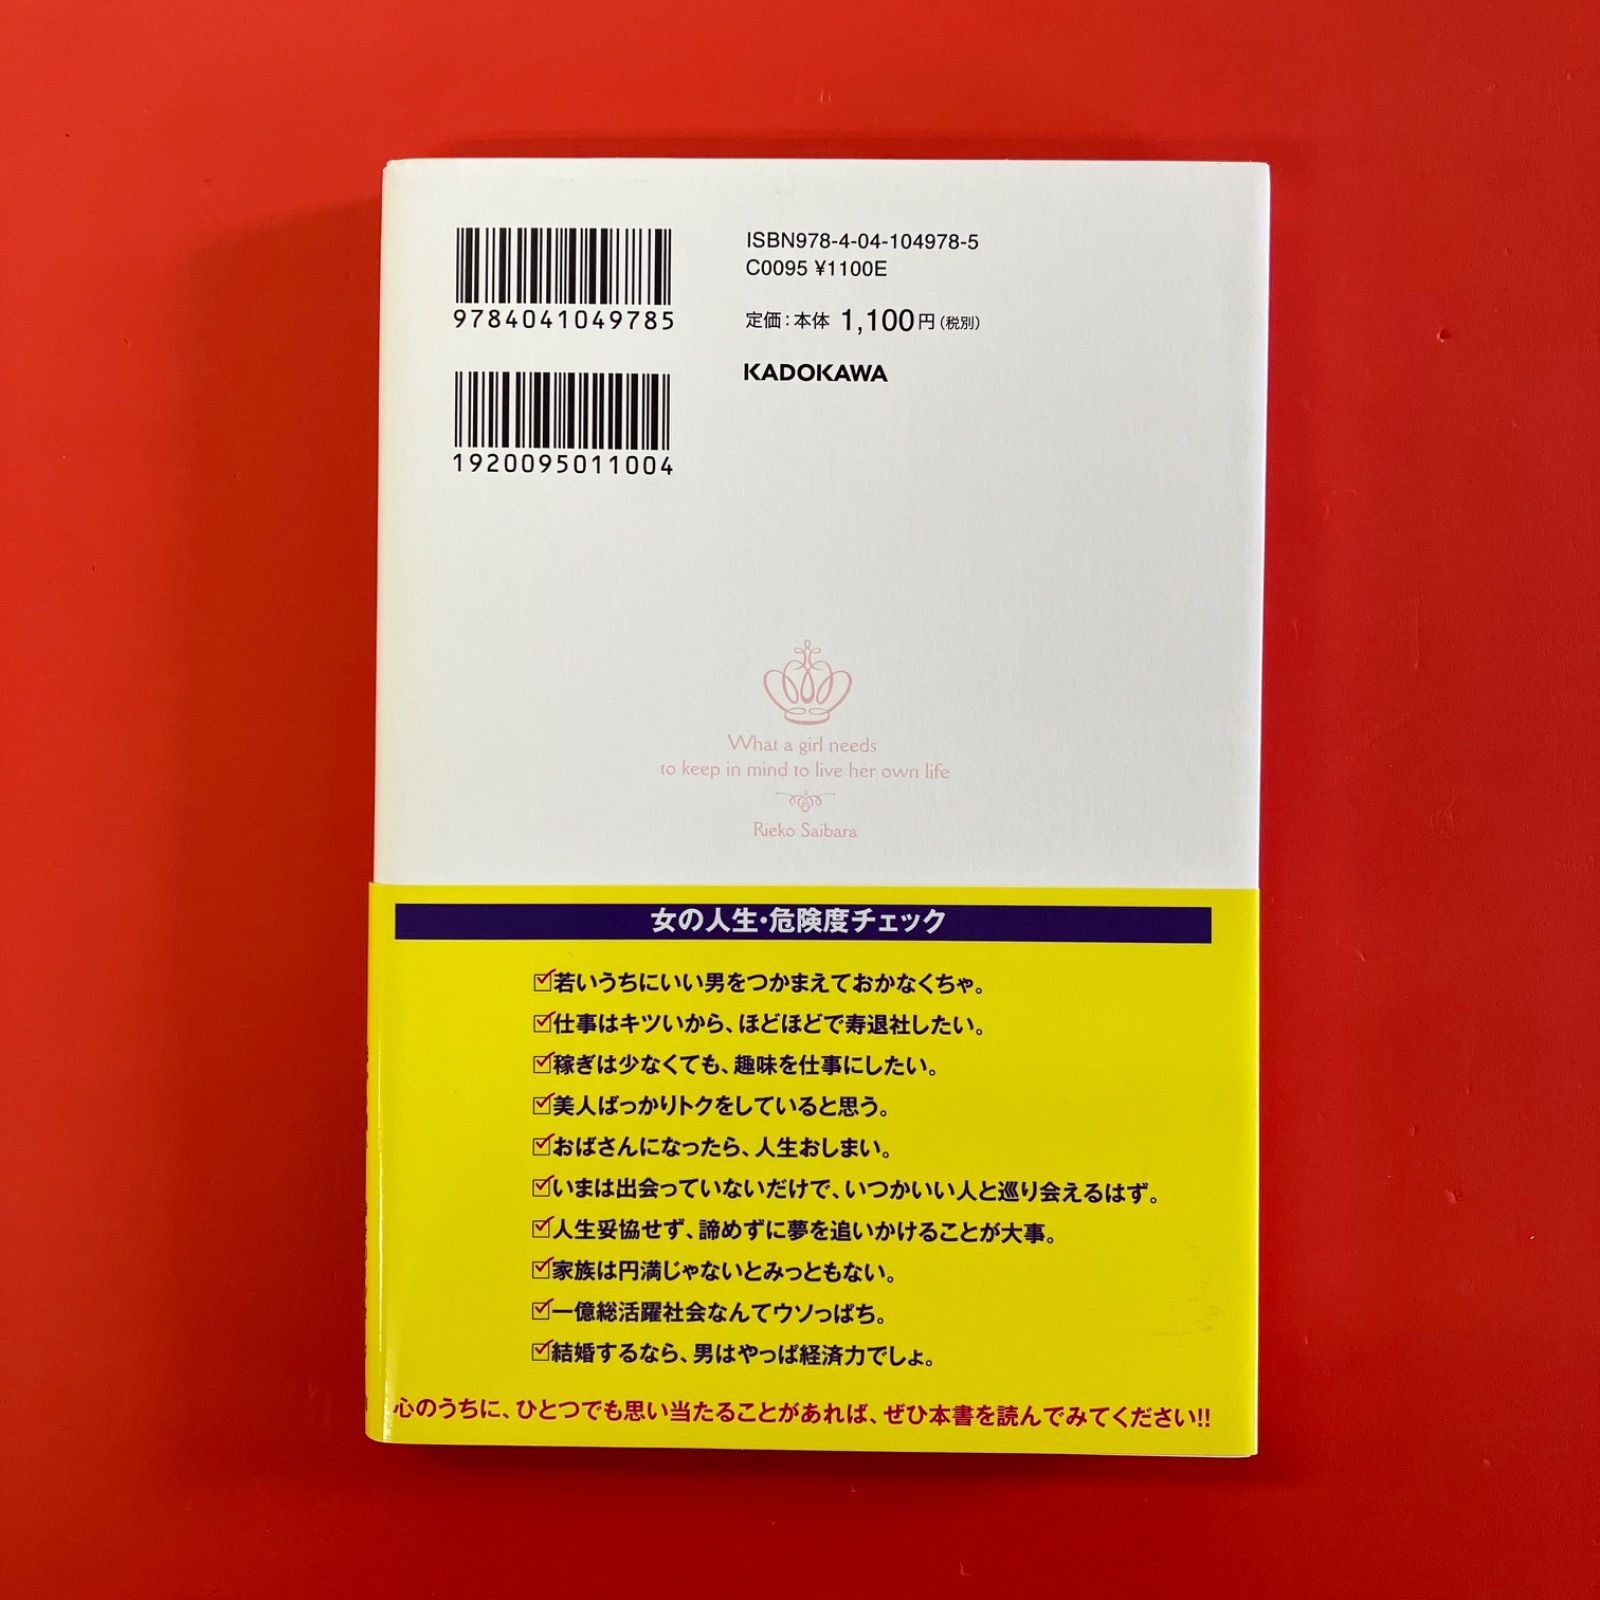 9784041049785
ISBN978-4-04-104978-5
C0095 ¥1100E
定価：本体 1,100円（税別）
KADOKAWA
1920095011004
What a girl needs
to keep in mind to live her own life
Rieko Saibara
女の人生・危険度チェック
若いうちにいい男をつかまえておかなくちゃ。
仕事はキツいから、ほどほどで寿退社したい。
稼ぎは少なくても、趣味を仕事にしたい。
美人ばっかりトクをしていると思う。
おばさんになったら、人生おしまい。
いまは出会っていないだけで、いつかいい人と巡り会えるはず。
人生妥協せず、諦めずに夢を追いかけることが大事。
家族は円満じゃないとみっともない。
一億総活躍社会なんてウソっぱち。
結婚するなら、男はやっぱ経済力でしょ。
心のうちに、ひとつでも思い当たることがあれば、ぜひ本書を読んでみてください!!